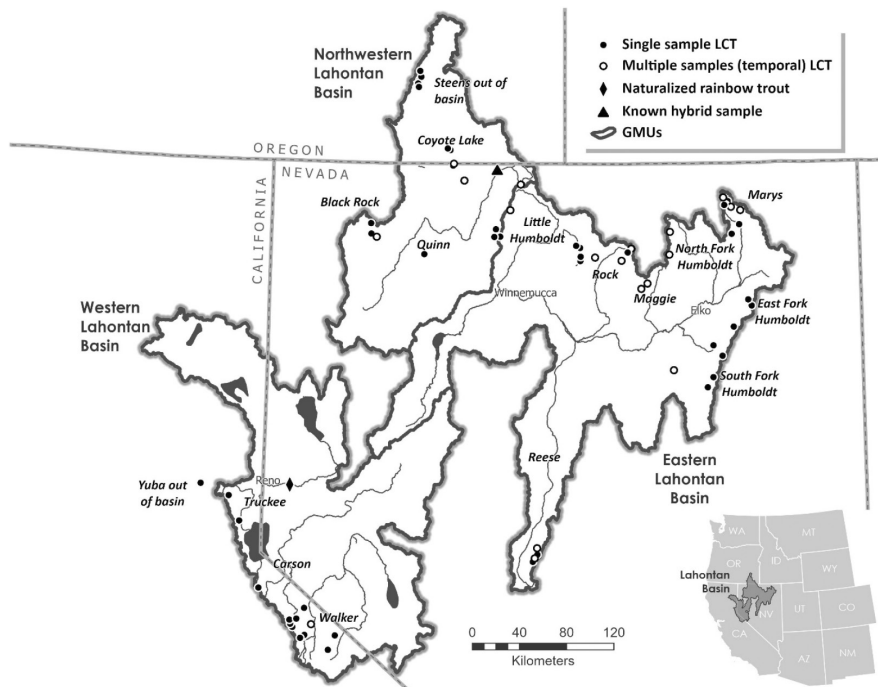 Northwestern
Lahontan
Basin
Steens out of
basin
Single sample LCT
Multiple samples (temporal) LCT
Naturalized rainbow trout
Known hybrid sample
GMUs
Coyote Lake
OREGON
NEVADA
CALIFORNIA
Black Rock
Quinn
Little
Humboldt
Marys
North Fork
Humboldt
Rock
Maggie
Winnemucca
Elko
East Fork
Humboldt
Western
Lahontan
Basin
South Fork
Humboldt
Reese
Eastern
Lahontan
Basin
Yuba out
of basin
Reno
Truckee
Carson
Walker
0 20 40 80 120
Kilometers
WA
MT
OR
ID
WY
Lahontan
Basin
NV
UT
CO
CA
AZ
NM